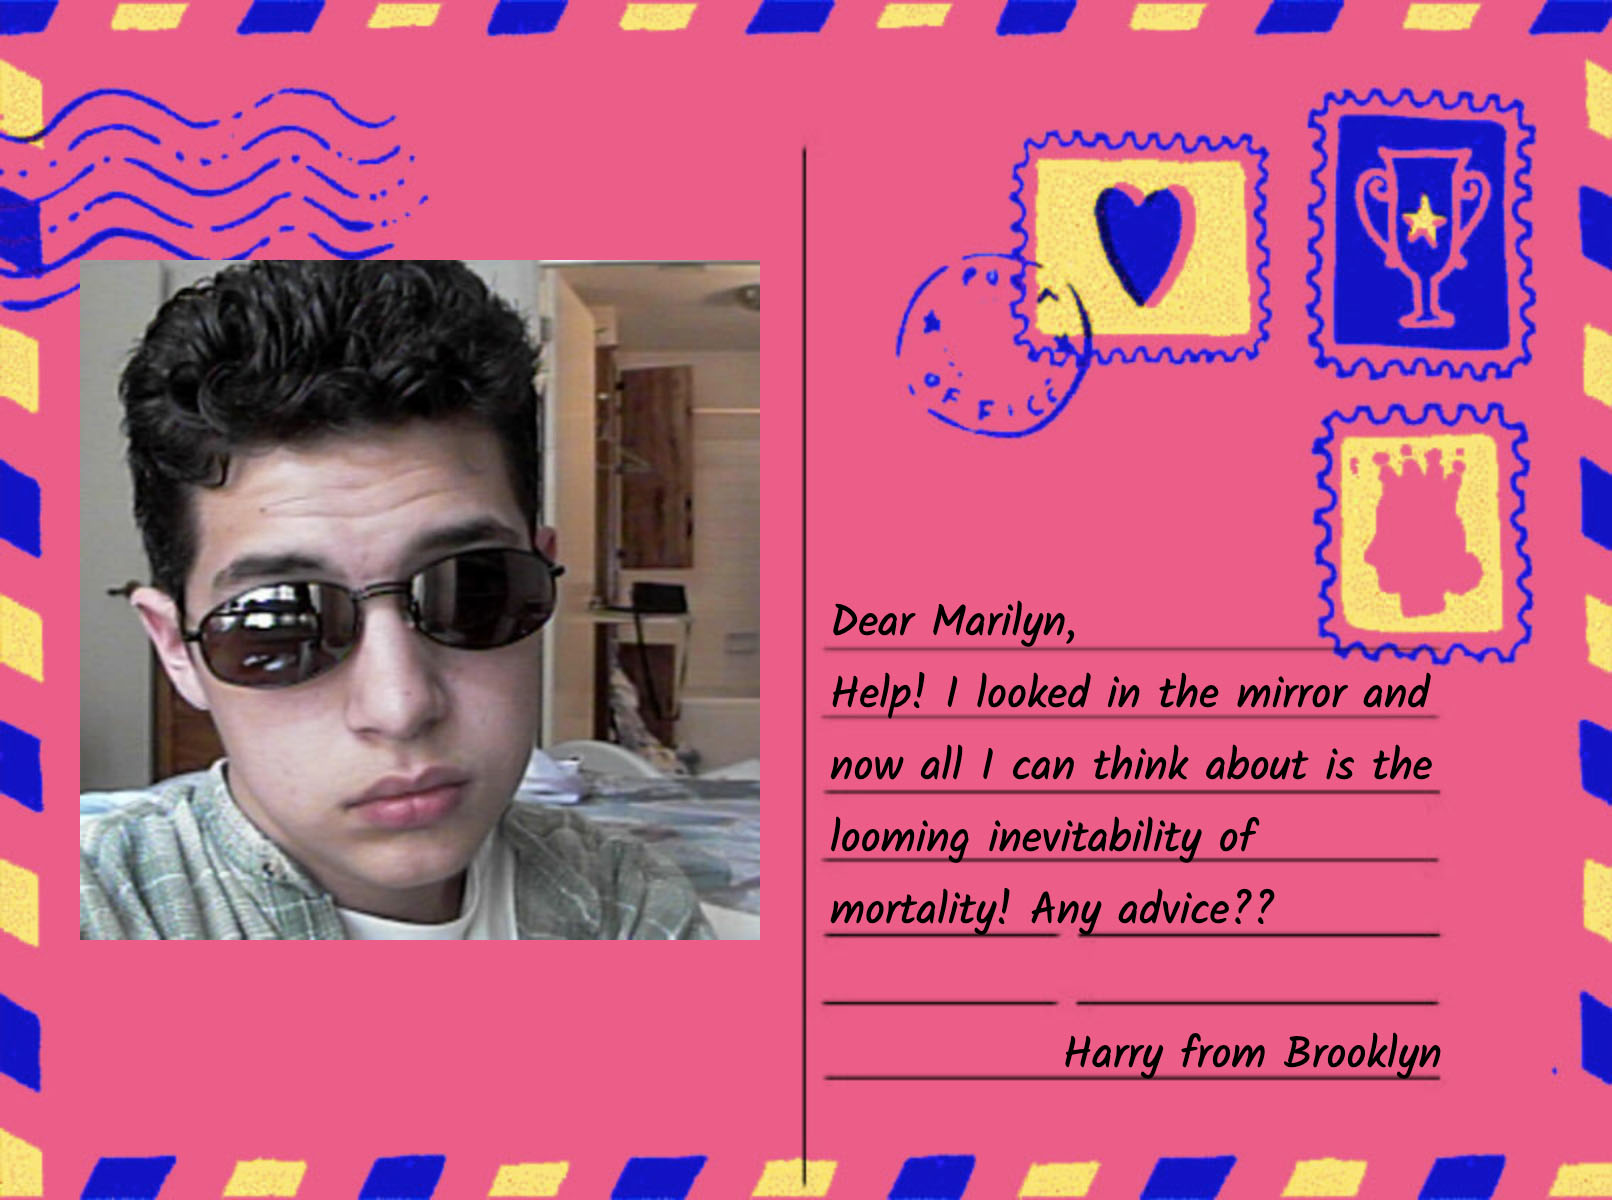 OFFICE
Dear Marilyn,
Help! I looked in the mirror and
now all I can think about is the
looming inevitability of
mortality! Any advice??
Harry from Brooklyn